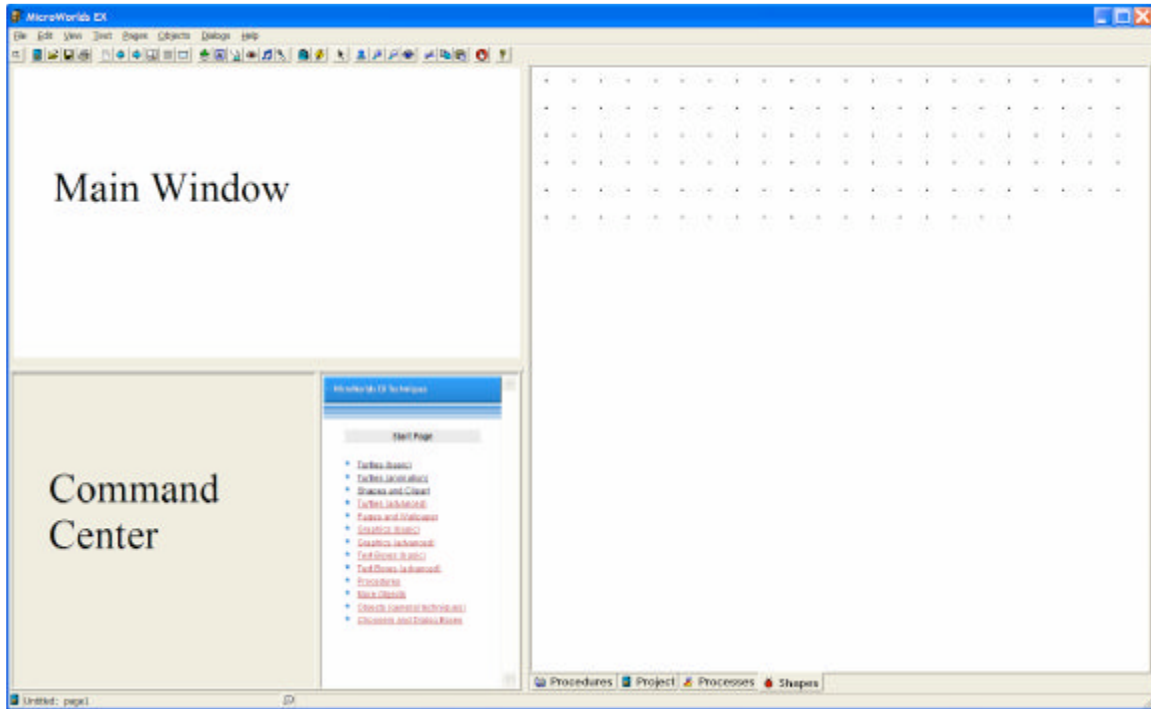 MicroWorlds EX
File Edit View Text Pages Objects Dialogs Help
Main Window
Command
Center
MicroWorlds EX Techniques
Start Page
Turtles (basic)
Turtles (animation)
Shapes and Clipart
Turtles (advanced)
Pages and Wallpaper
Graphics (basic)
Graphics (advanced)
Text Boxes (basic)
Text Boxes (advanced)
Procedures
More Objects
Objects (general techniques)
Choosers and Dialog Boxes
Procedures Project Processes Shapes
Untitled: page1